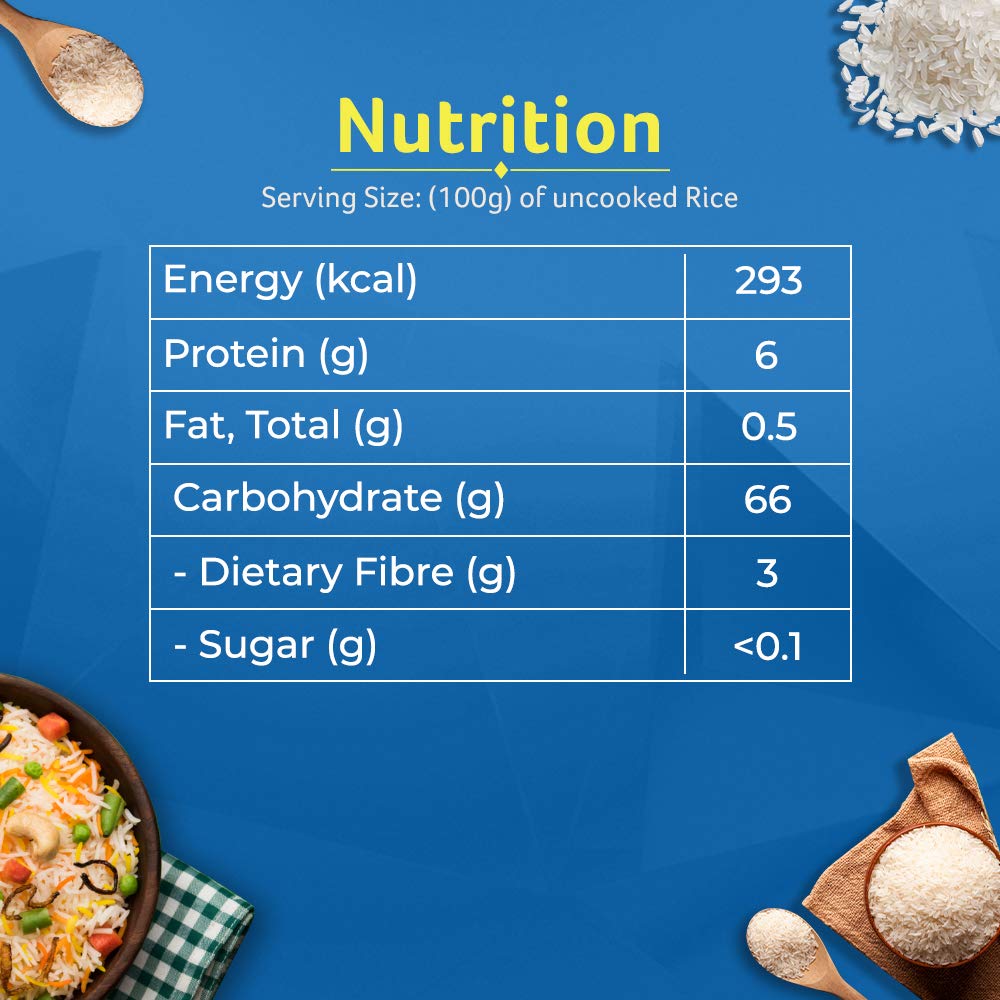 Nutrition
Serving Size: (100g) of uncooked Rice
Energy (kcal) 293
Protein (g) 6
Fat, Total (g) 0.5
Carbohydrate (g) 66
- Dietary Fibre (g) 3
- Sugar (g) <0.1